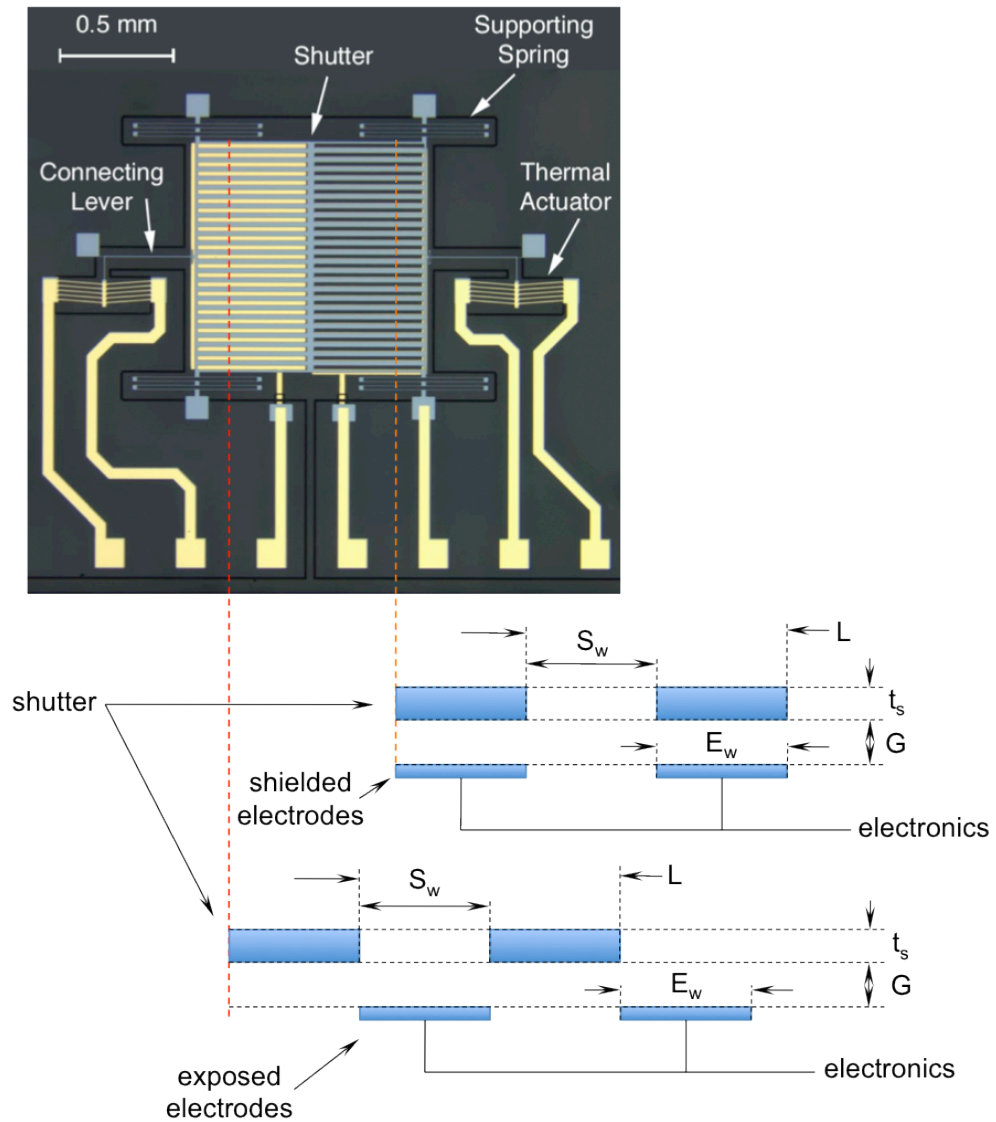 0.5 mm
Supporting
Spring
Shutter
Connecting
Lever
Thermal
Actuator
L
S_w
shutter
t_s
G
E_w
shielded
electrodes
electronics
S_w
L
t_s
G
E_w
exposed
electrodes
electronics